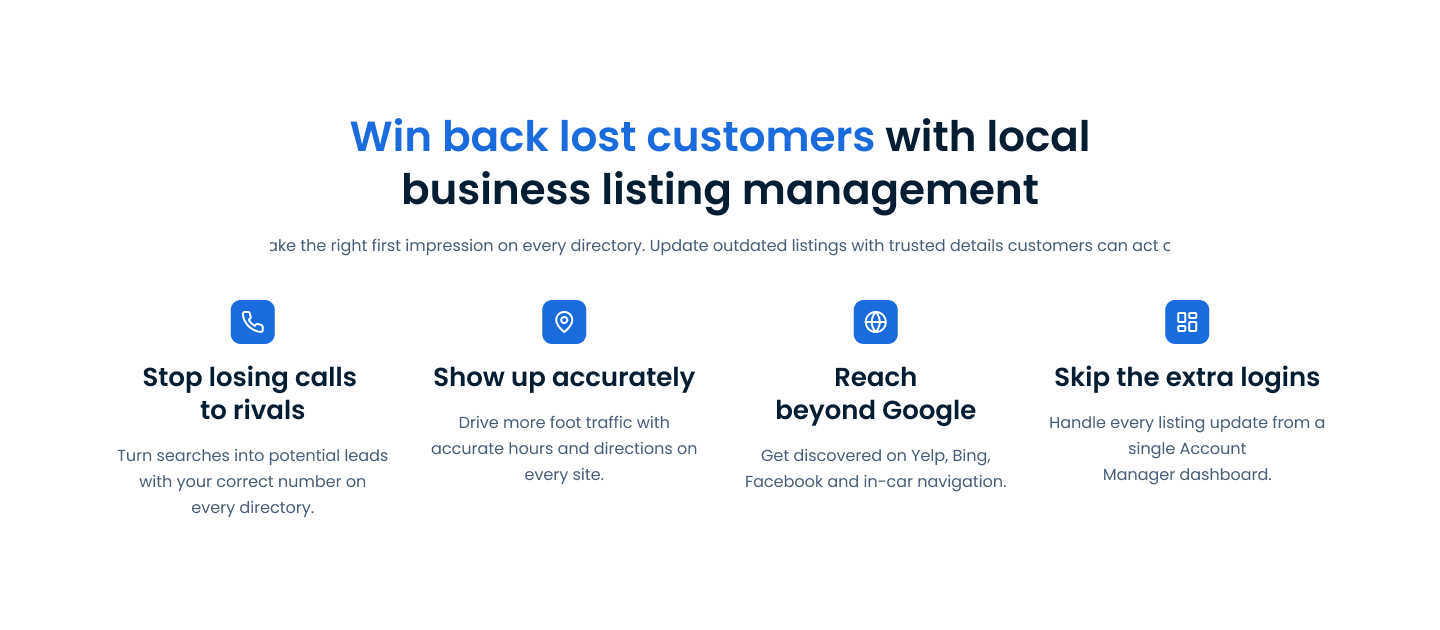 Win back lost customers with local
business listing management
ake the right first impression on every directory. Update outdated listings with trusted details customers can act
Stop losing calls
to rivals
Turn searches into potential leads
with your correct number on
every directory.
Show up accurately
Drive more foot traffic with
accurate hours and directions on
every site.
Reach
beyond Google
Get discovered on Yelp, Bing,
Facebook and in-car navigation.
Skip the extra logins
Handle every listing update from a
single Account
Manager dashboard.